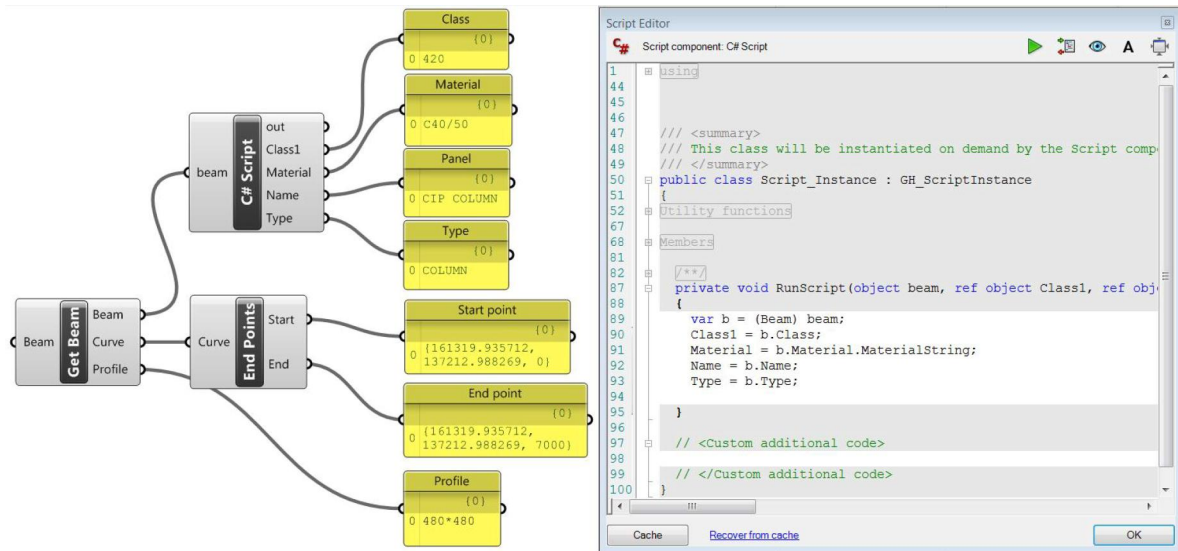 Class
{0}
0 420
Material
{0}
0 C40/50
Panel
{0}
0 CIP COLUMN
Type
{0}
0 COLUMN
beam
C# Script
out
Class1
Material
Name
Type
Beam
Get Beam
Beam
Curve
Profile
Curve
End Points
Start
End
Start point
{0}
0 {161319.935712,
137212.988269, 0}
End point
{0}
0 {161319.935712,
137212.988269, 7000}
Profile
{0}
0 480*480
Script Editor
C# Script component: C# Script
A
1 using
44
45
46
47 /// <summary>
48 /// This class will be instantiated on demand by the Script comp
49 /// </summary>
50 public class Script_Instance : GH_ScriptInstance
51 {
52 Utility functions
67
68 Members
81
82 /**/
87 private void RunScript(object beam, ref object Class1, ref obj
88 {
89 var b = (Beam) beam;
90 Class1 = b.Class;
91 Material = b.Material.MaterialString;
92 Name = b.Name;
93 Type = b.Type;
94
95 }
96
97 // <Custom additional code>
98
99 // </Custom additional code>
100 }
Cache
Recover from cache
OK